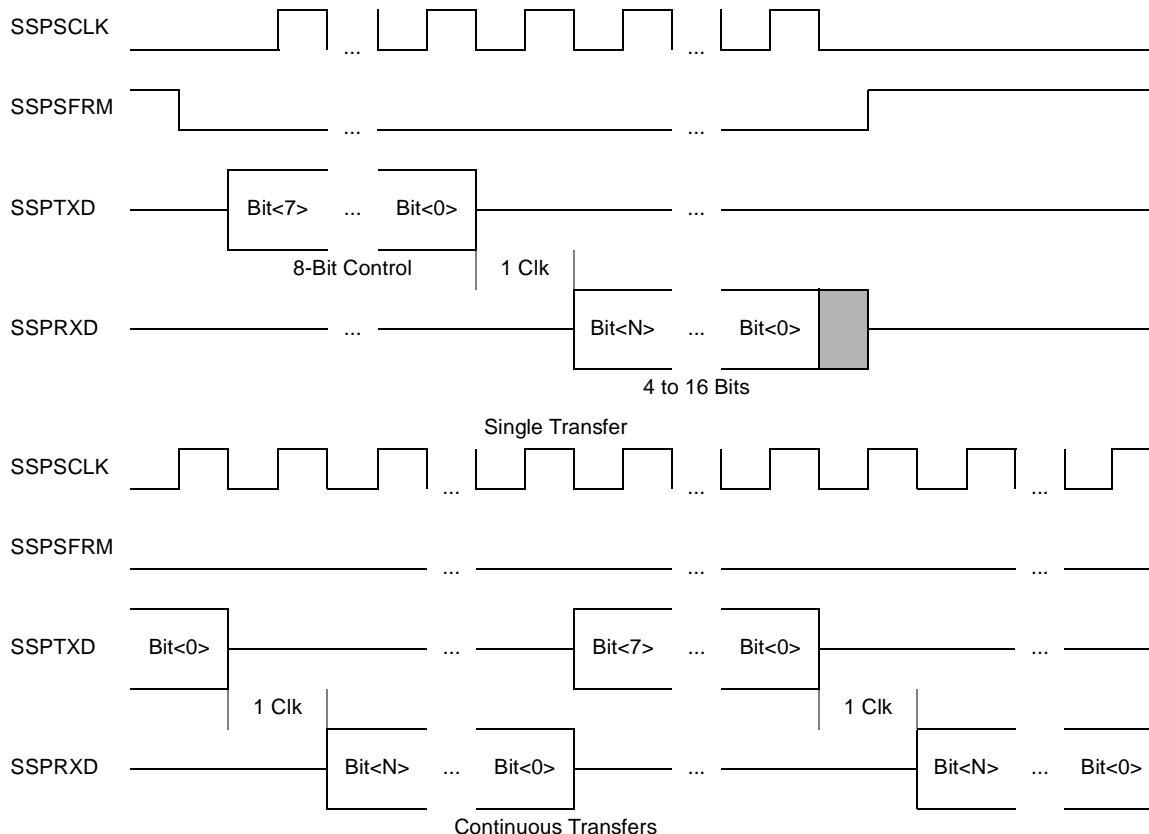 SSPSCLK ... ...
SSPSFRM ... ...
SSPTXD Bit<7> ... Bit<0> ...
8-Bit Control 1 Clk
SSPRXD ... Bit<N> ... Bit<0>
4 to 16 Bits
Single Transfer
SSPSCLK ... ... ...
SSPSFRM ... ... ...
SSPTXD Bit<0> ... Bit<7> ... Bit<0> ...
1 Clk 1 Clk
SSPRXD Bit<N> ... Bit<0> ... Bit<N> ... Bit<0>
Continuous Transfers